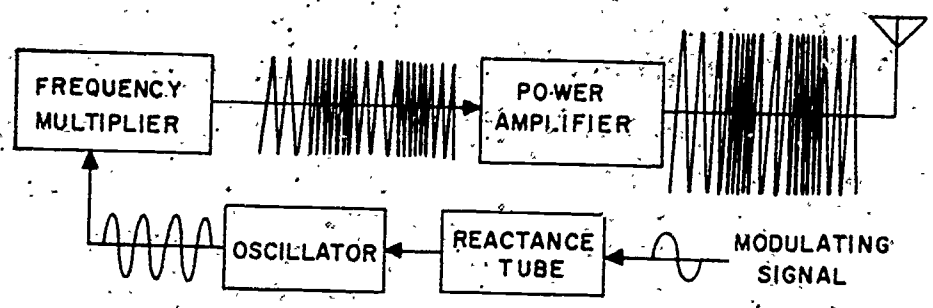 FREQUENCY
MULTIPLIER
POWER
AMPLIFIER
OSCILLATOR
REACTANCE
TUBE
MODULATING
SIGNAL